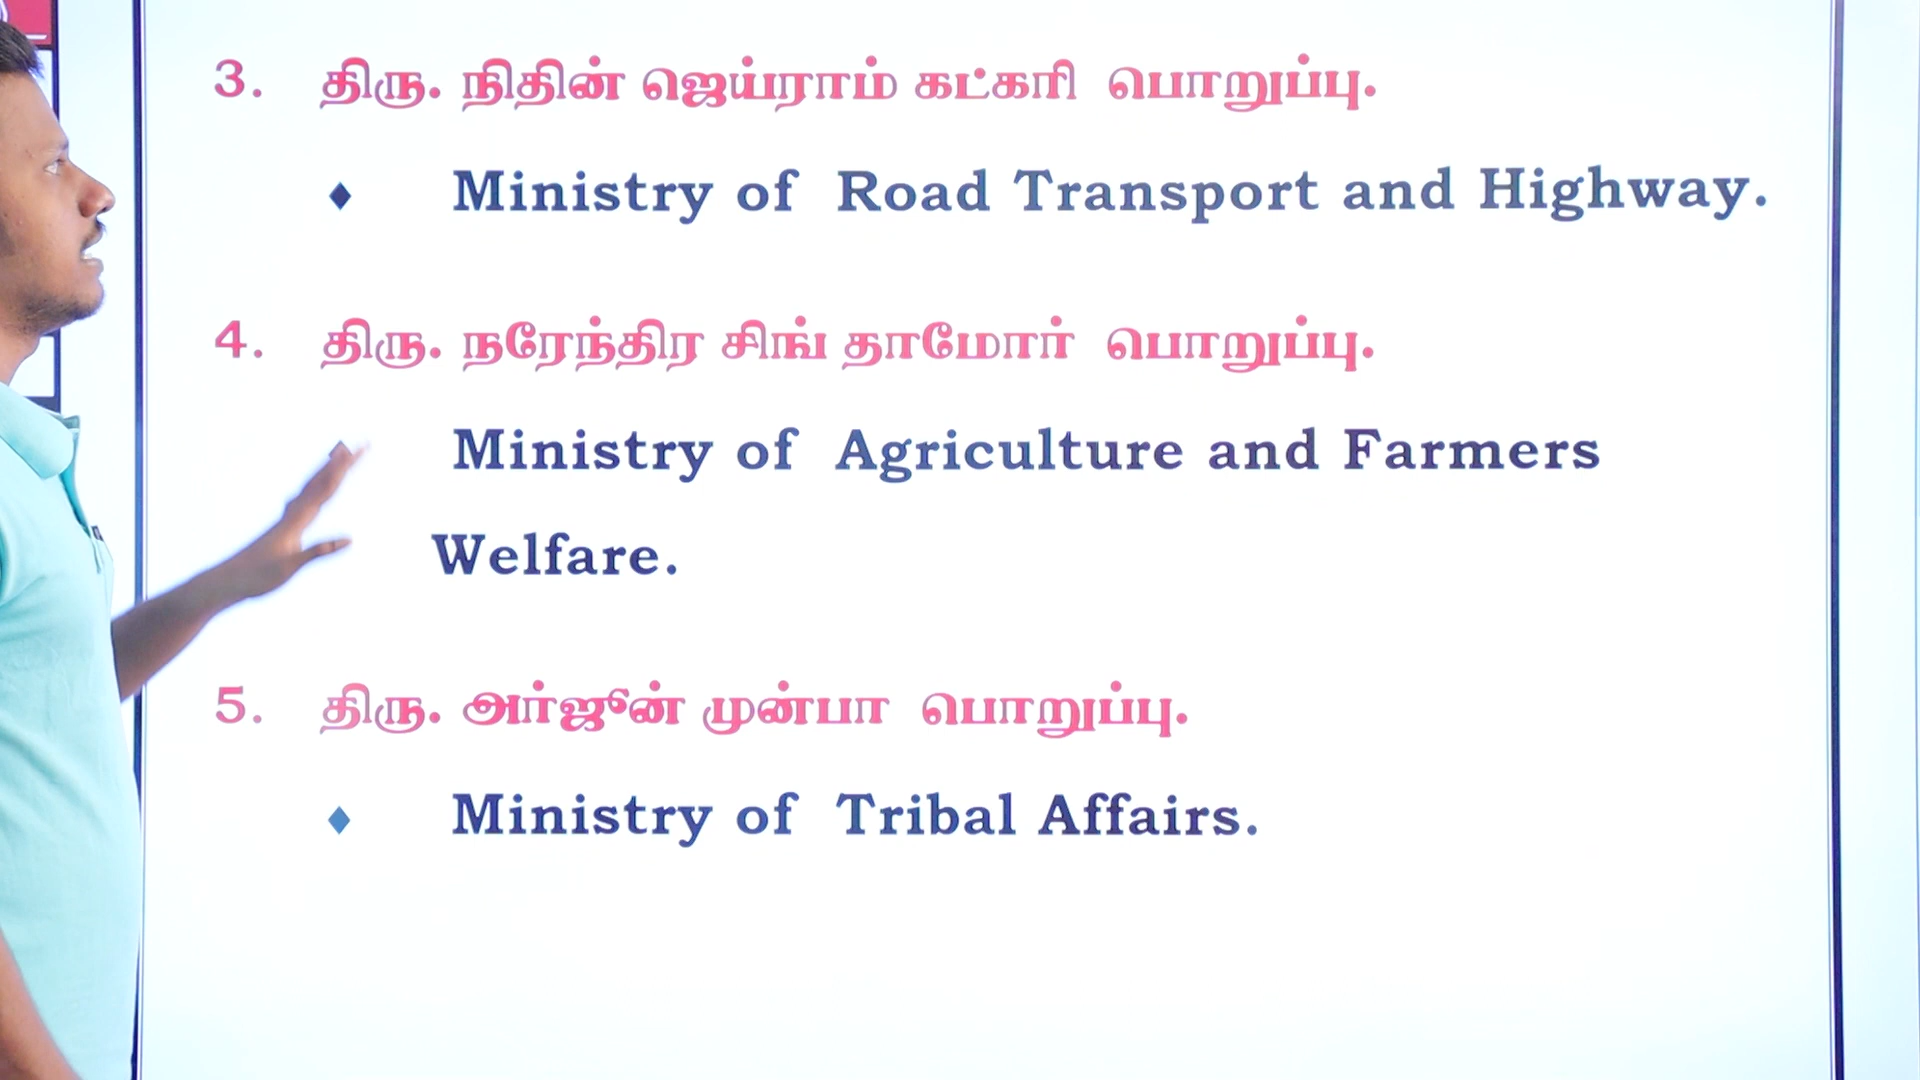 3. திரு. நிதின் ஜெய்ராம் கட்கரி பொறுப்பு.
♦ Ministry of Road Transport and Highway.
4. திரு. நரேந்திர சிங் தாமோர் பொறுப்பு.
♦ Ministry of Agriculture and Farmers
Welfare.
5. திரு. அர்ஜூன் முன்பா பொறுப்பு.
♦ Ministry of Tribal Affairs.